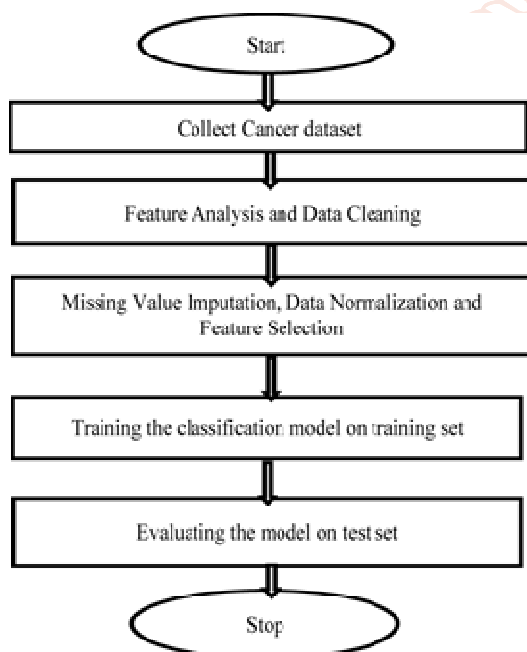 Start
Collect Cancer dataset
Feature Analysis and Data Cleaning
Missing Value Imputation, Data Normalization and
Feature Selection
Training the classification model on training set
Evaluating the model on test set
Stop